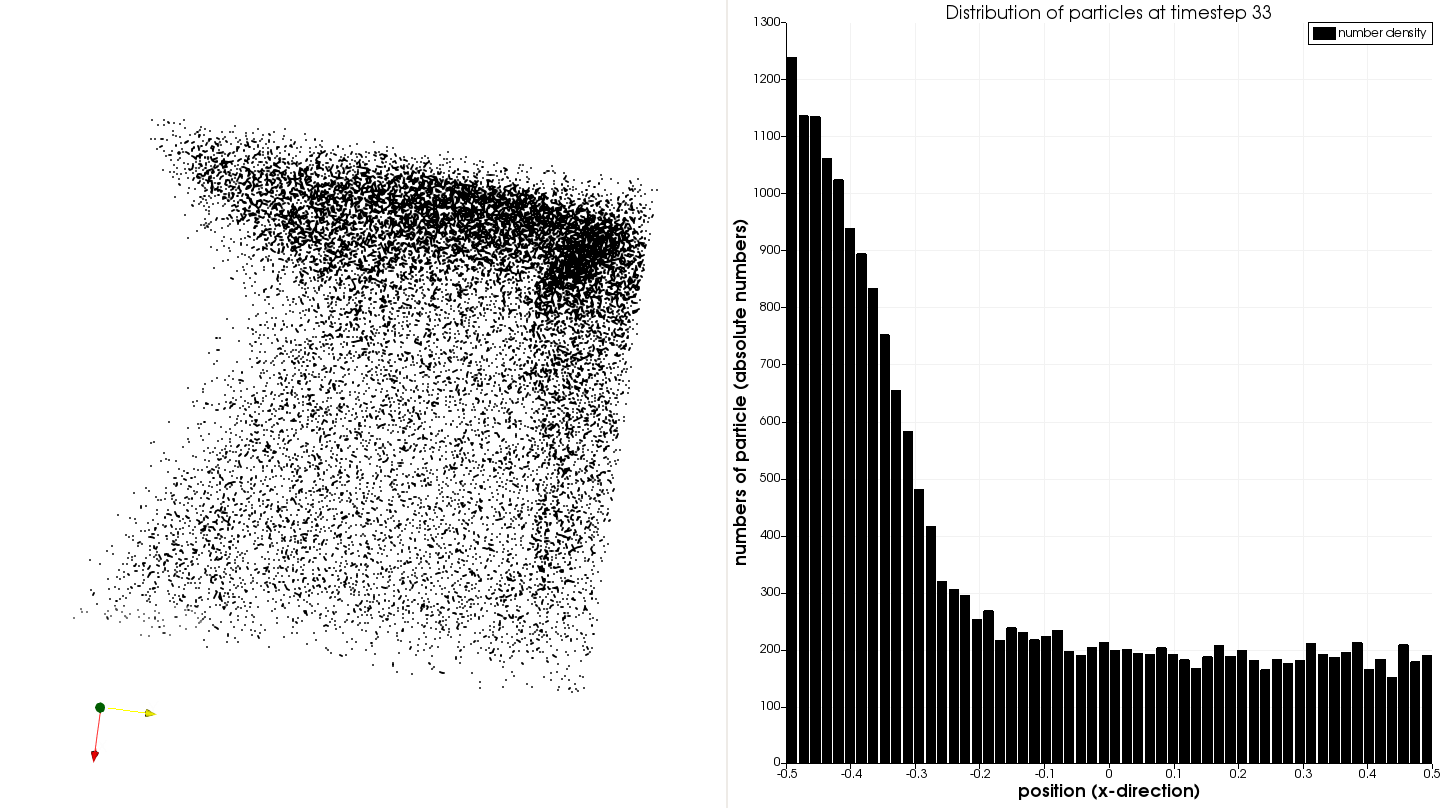 Distribution of particles at timestep 33
number density
1300
1200
1100
1000
900
800
700
600
500
400
300
200
100
0
numbers of particle (absolute numbers)
-0.5 -0.4 -0.3 -0.2 -0.1 0 0.1 0.2 0.3 0.4 0.5
position (x-direction)